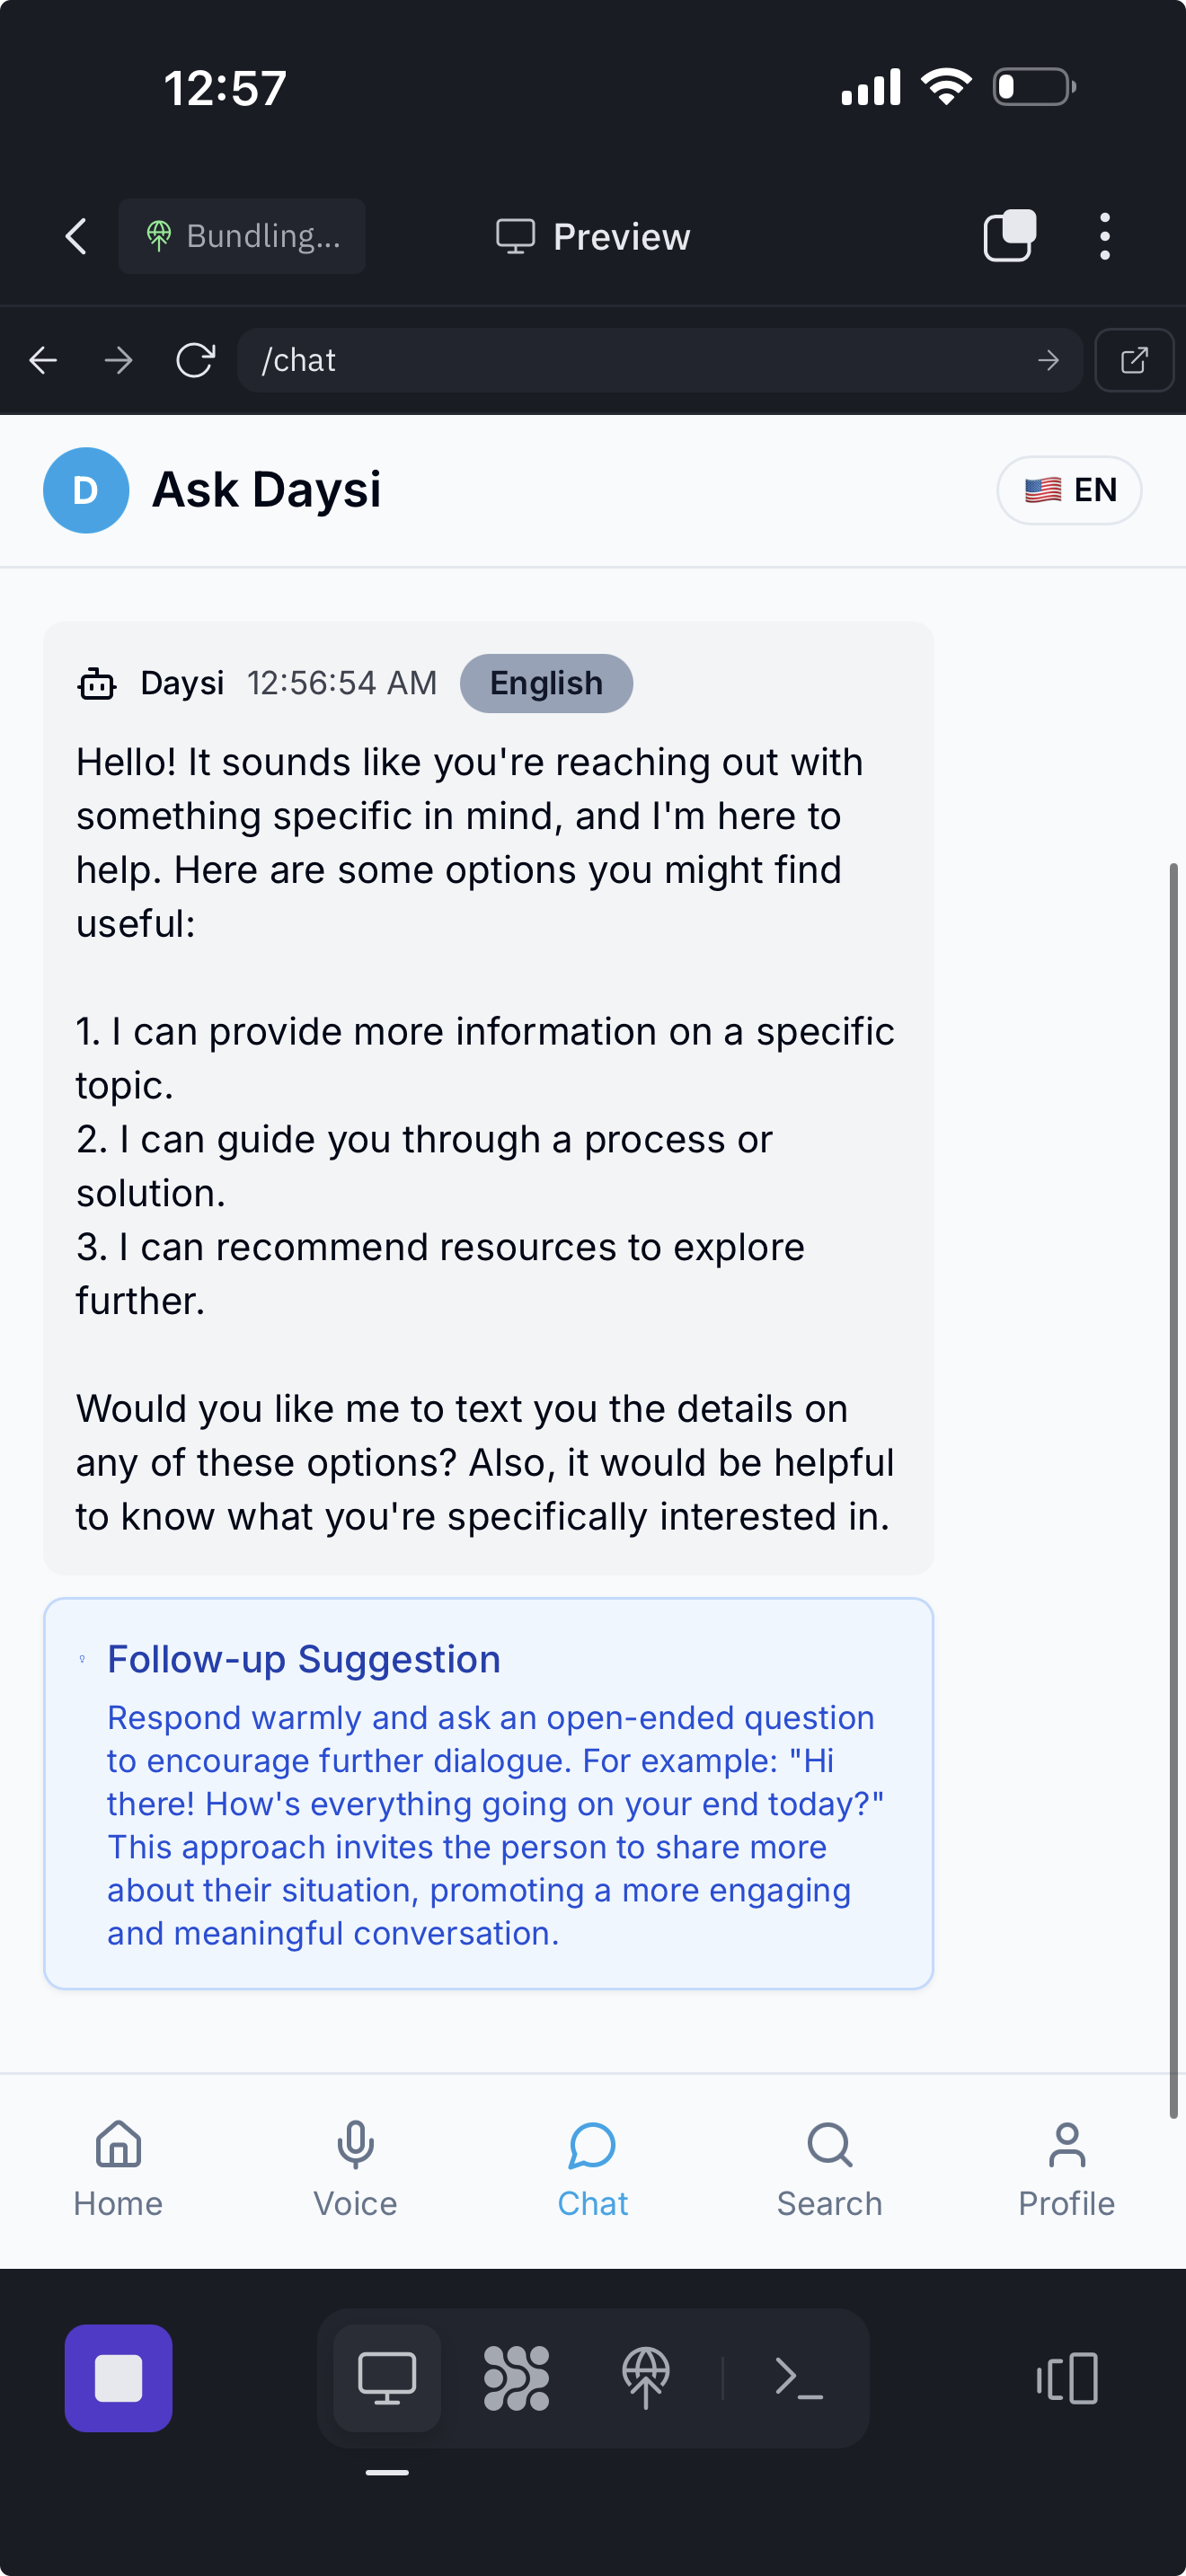 12:57
Bundling...
Preview
/chat
D
Ask Daysi
🇺🇸 EN
Daysi 12:56:54 AM English
Hello! It sounds like you're reaching out with
something specific in mind, and I'm here to
help. Here are some options you might find
useful:
1. I can provide more information on a specific
topic.
2. I can guide you through a process or
solution.
3. I can recommend resources to explore
further.
Would you like me to text you the details on
any of these options? Also, it would be helpful
to know what you're specifically interested in.
Follow-up Suggestion
Respond warmly and ask an open-ended question
to encourage further dialogue. For example: "Hi
there! How's everything going on your end today?"
This approach invites the person to share more
about their situation, promoting a more engaging
and meaningful conversation.
Home
Voice
Chat
Search
Profile